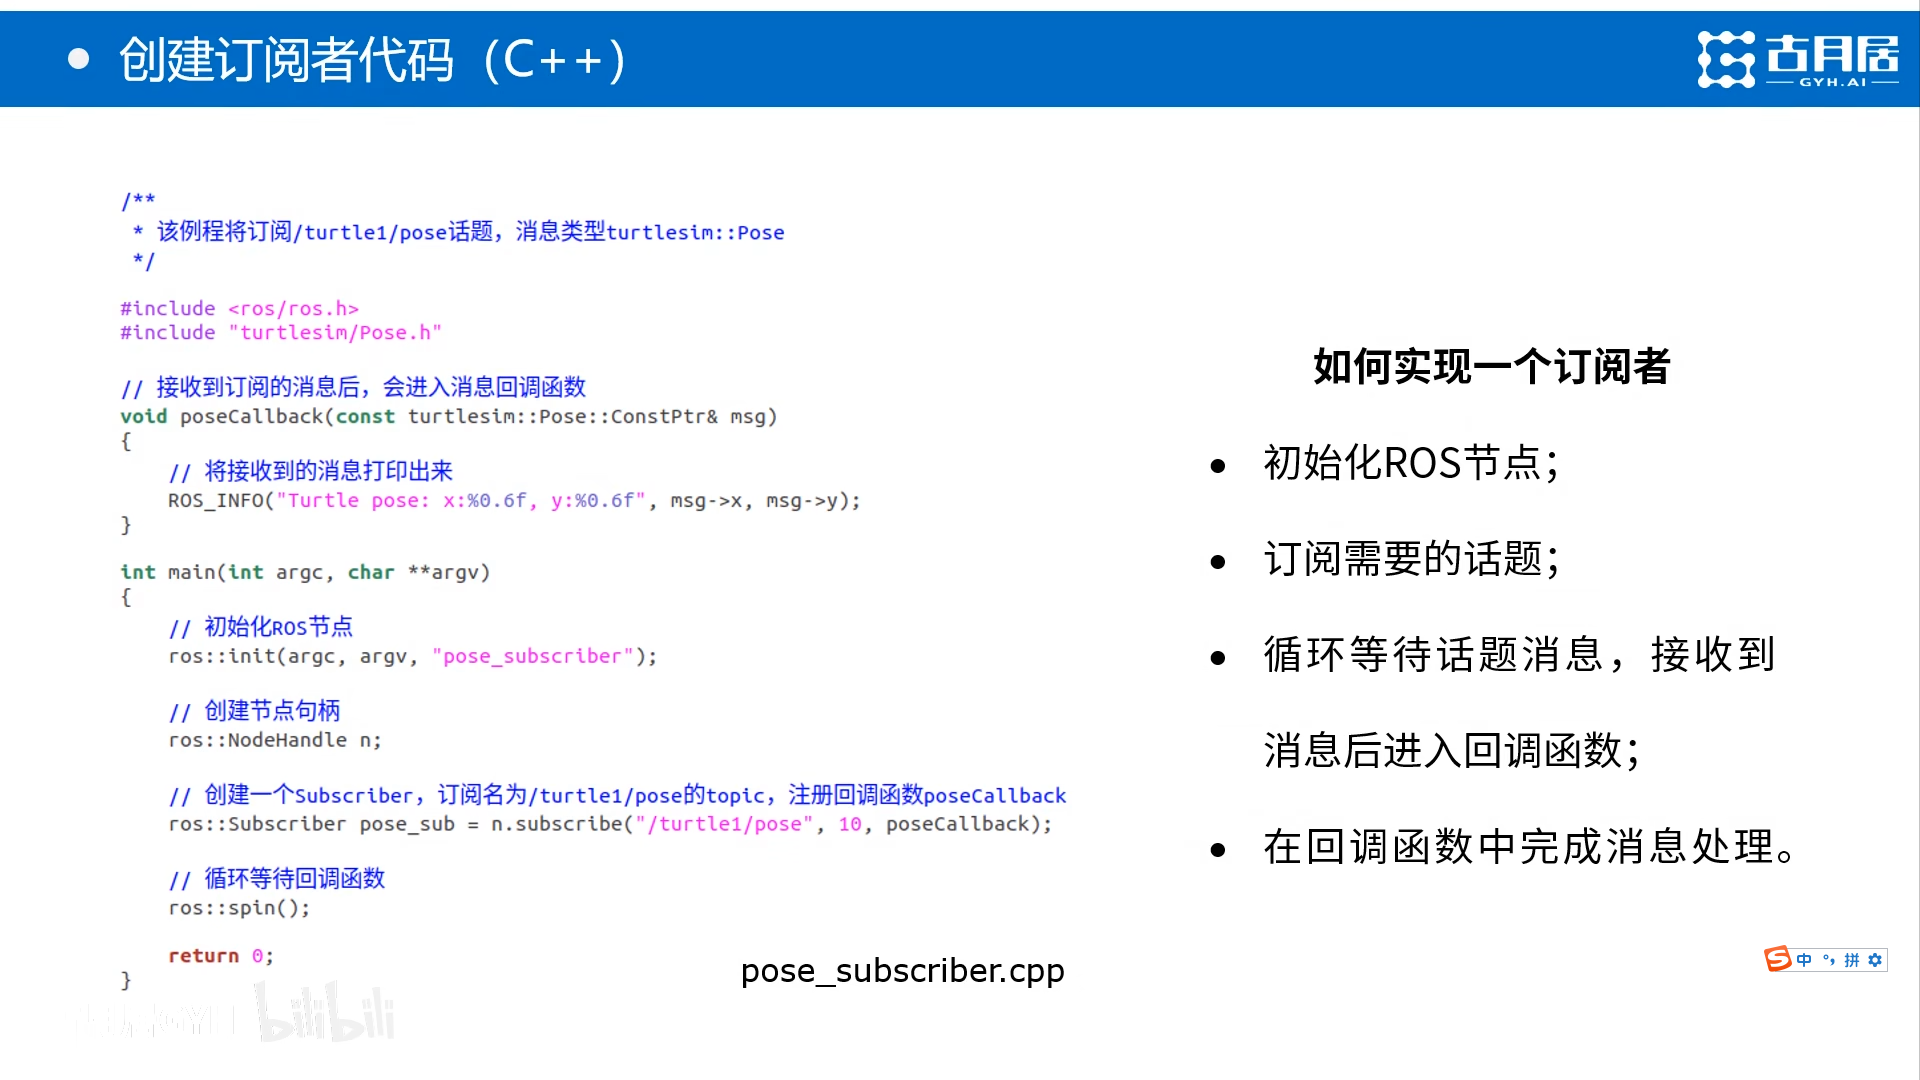 创建订阅者代码（C++）
古月居
GYH.AI
/**
 * 该例程将订阅/turtle1/pose话题，消息类型turtlesim::Pose
 */
#include <ros/ros.h>
#include "turtlesim/Pose.h"
// 接收到订阅的消息后，会进入消息回调函数
void poseCallback(const turtlesim::Pose::ConstPtr& msg)
{
    // 将接收到的消息打印出来
    ROS_INFO("Turtle pose: x:%0.6f, y:%0.6f", msg->x, msg->y);
}
int main(int argc, char **argv)
{
    // 初始化ROS节点
    ros::init(argc, argv, "pose_subscriber");
    // 创建节点句柄
    ros::NodeHandle n;
    // 创建一个Subscriber，订阅名为/turtle1/pose的topic，注册回调函数poseCallback
    ros::Subscriber pose_sub = n.subscribe("/turtle1/pose", 10, poseCallback);
    // 循环等待回调函数
    ros::spin();
    return 0;
}
pose_subscriber.cpp
如何实现一个订阅者
• 初始化ROS节点；
• 订阅需要的话题；
• 循环等待话题消息，接收到
消息后进入回调函数；
• 在回调函数中完成消息处理。
S中 °，拼
bilibili